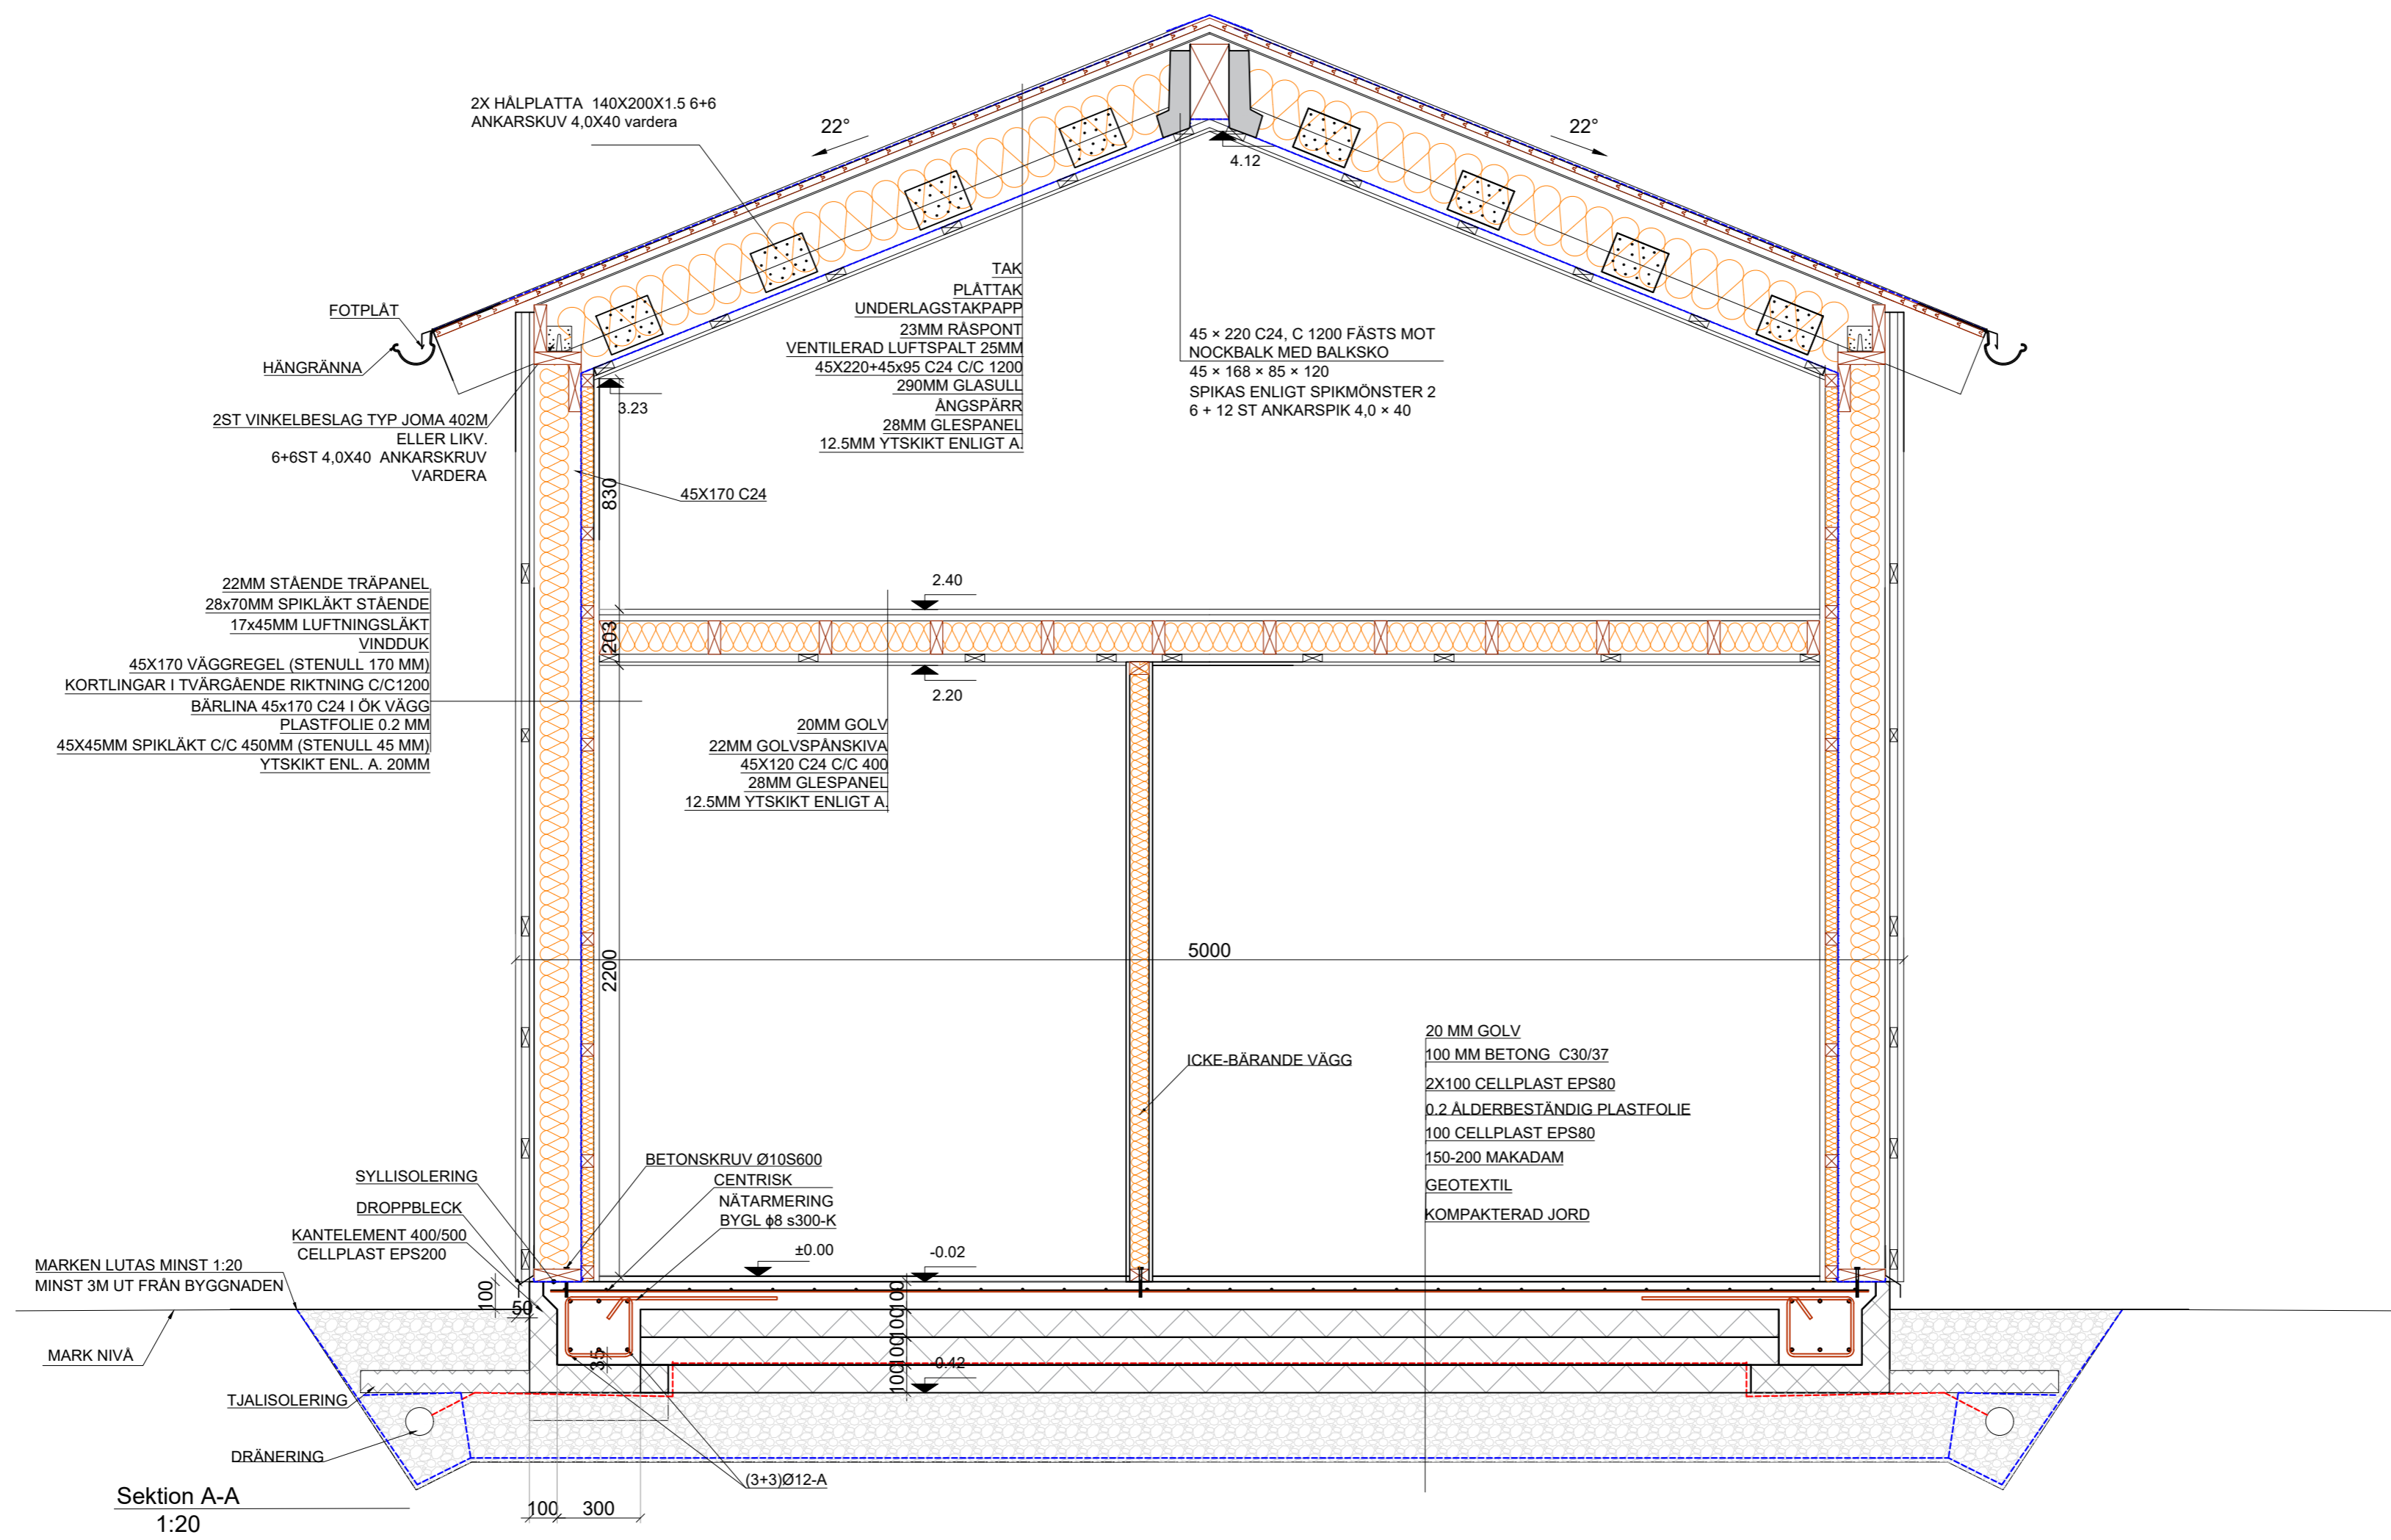 2X HÅLPLATTA 140X200X1.5 6+6
ANKARSKUV 4,0X40 vardera
22°
22°
4.12
TAK
PLÅTTAK
UNDERLAGSTAKPAPP
23MM RÅSPONT
VENTILERAD LUFTSPALT 25MM
45X220+45x95 C24 C/C 1200
290MM GLASULL
ÅNGSPÄRR
28MM GLESPANEL
12.5MM YTSKIKT ENLIGT A.
45 × 220 C24, C 1200 FÄSTS MOT
NOCKBALK MED BALKSKO
45 × 168 × 85 × 120
SPIKAS ENLIGT SPIKMÖNSTER 2
6 + 12 ST ANKARSPIK 4,0 × 40
FOTPLÅT
HÄNGRÄNNA
3.23
2ST VINKELBESLAG TYP JOMA 402M
ELLER LIKV.
6+6ST 4,0X40 ANKARSKRUV
VARDERA
45X170 C24
830
22MM STÅENDE TRÄPANEL
28x70MM SPIKLÄKT STÅENDE
17x45MM LUFTNINGSLÄKT
VINDDUK
45X170 VÄGGREGEL (STENULL 170 MM)
KORTLINGAR I TVÄRGÅENDE RIKTNING C/C1200
BÄRLINA 45x170 C24 I ÖK VÄGG
PLASTFOLIE 0.2 MM
45X45MM SPIKLÄKT C/C 450MM (STENULL 45 MM)
YTSKIKT ENL. A. 20MM
2.40
203
2.20
20MM GOLV
22MM GOLVSPÅNSKIVA
45X120 C24 C/C 400
28MM GLESPANEL
12.5MM YTSKIKT ENLIGT A.
2200
5000
ICKE-BÄRANDE VÄGG
20 MM GOLV
100 MM BETONG C30/37
2X100 CELLPLAST EPS80
0.2 ÅLDERBESTÄNDIG PLASTFOLIE
100 CELLPLAST EPS80
150-200 MAKADAM
GEOTEXTIL
KOMPAKTERAD JORD
BETONSKRUV Ø10S600
CENTRISK
NÄTARMERING
BYGL ϕ8 s300-K
SYLLISOLERING
DROPPBLECK
KANTELEMENT 400/500
CELLPLAST EPS200
MARKEN LUTAS MINST 1:20
MINST 3M UT FRÅN BYGGNADEN
±0.00
-0.02
100
50
100
100
100
100
35
-0.42
MARK NIVÅ
TJALISOLERING
DRÄNERING
(3+3)Ø12-A
100
300
Sektion A-A
1:20